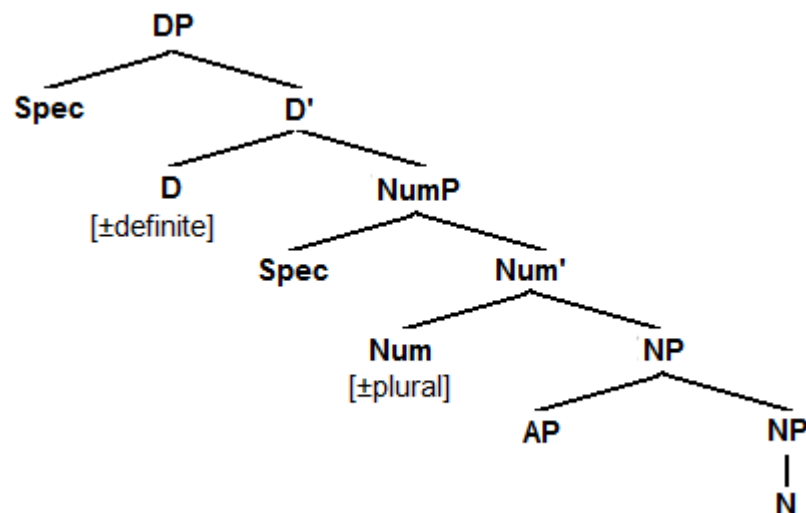 DP
Spec D'
D NumP
[±definite]
Spec Num'
Num NP
[±plural]
AP NP
N